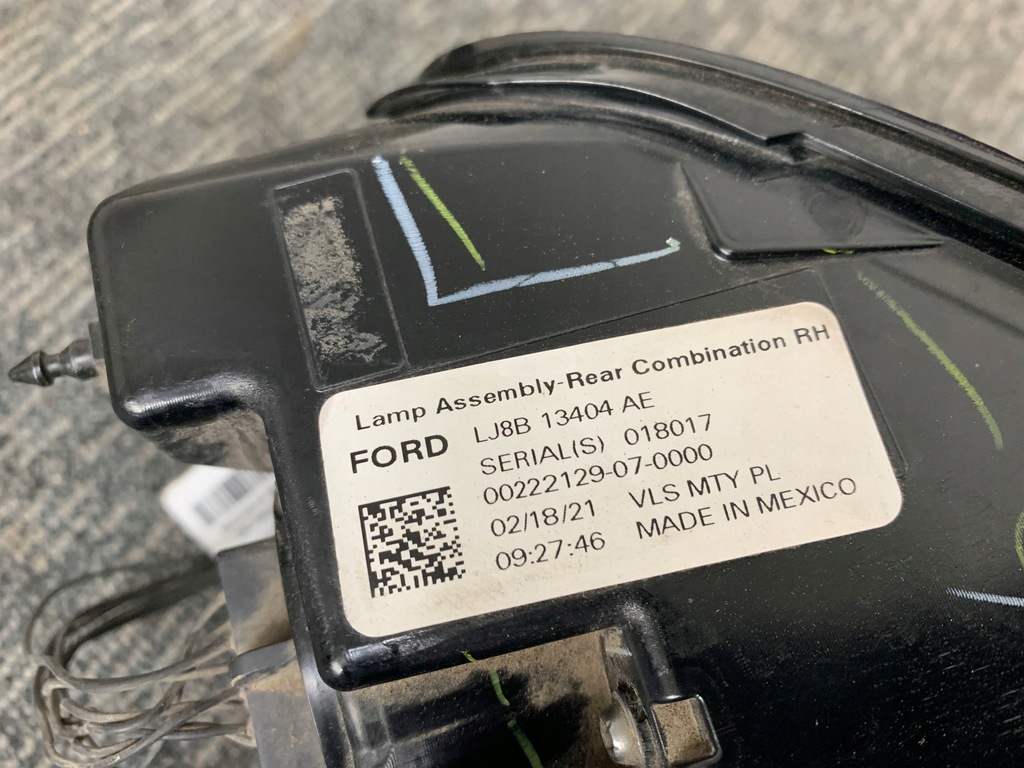 Lamp Assembly-Rear Combination RH
FORD LJ8B 13404 AE
SERIAL(S) 018017
00222129-07-0000
02/18/21 VLS MTY PL
09:27:46 MADE IN MEXICO